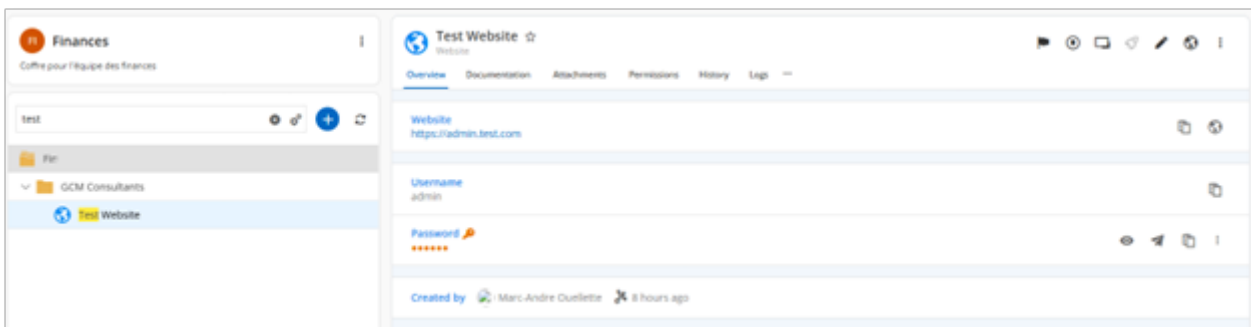 FI Finances
Coffre pour l'équipe des finances
test
Fin
GCM Consultants
Test Website
Test Website
Website
Overview Documentation Attachments Permissions History Logs
Website
https://admin.test.com
Username
admin
Password
Created by Marc-Andre Ouellette 8 hours ago